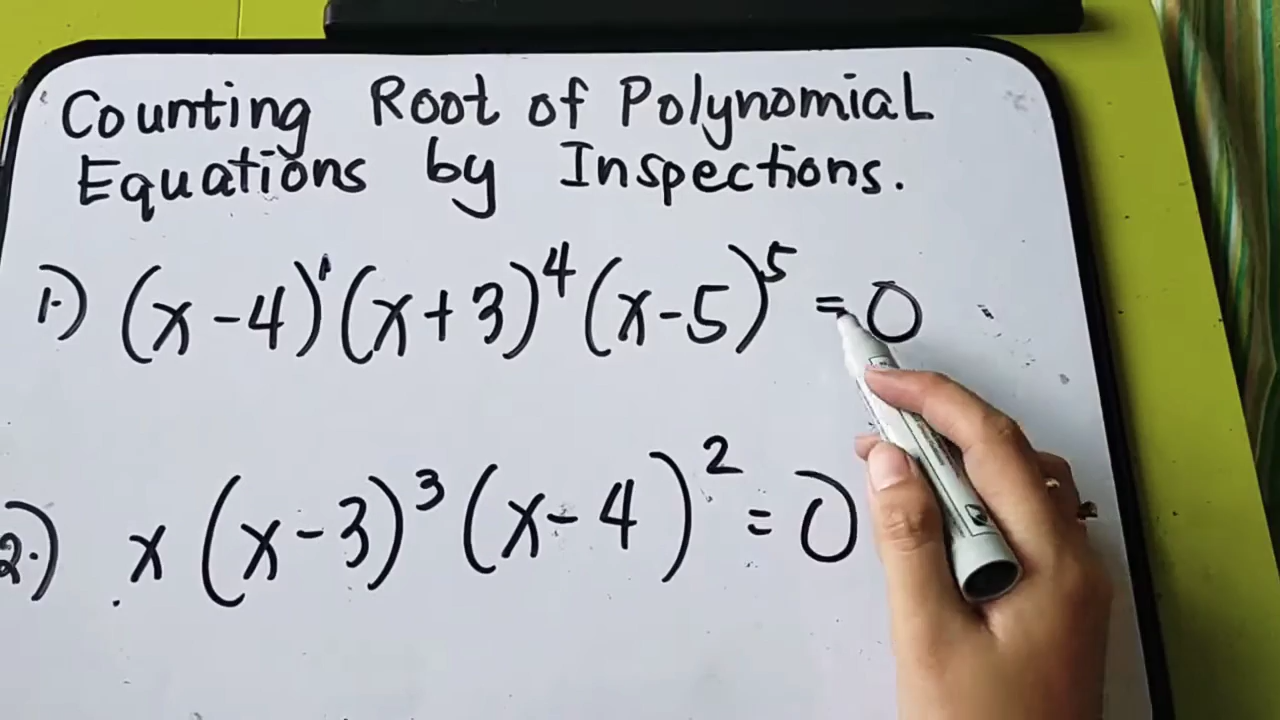 Counting Root of Polynomial
Equations by Inspections.
1.) (x-4)¹(x+3)⁴(x-5)⁵ = 0
2.) x(x-3)³(x-4)² = 0